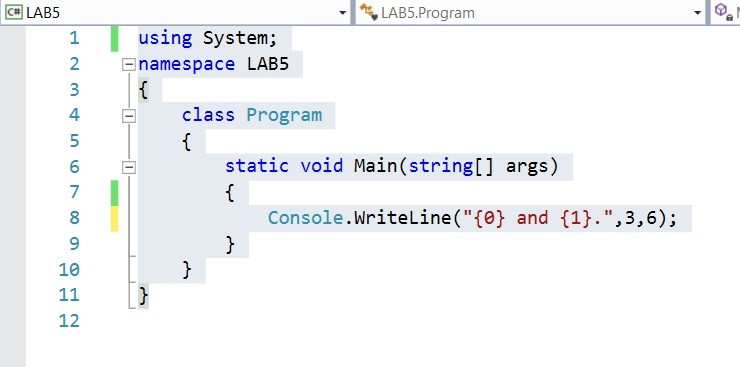 C# LAB5 LAB5.Program
1 using System;
2 namespace LAB5
3 {
4 class Program
5 {
6 static void Main(string[] args)
7 {
8 Console.WriteLine("{0} and {1}.",3,6);
9 }
10 }
11 }
12